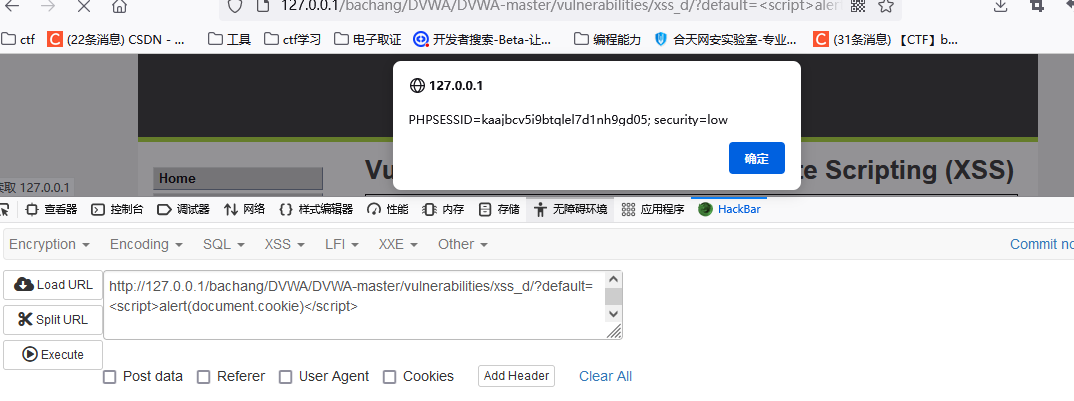 127.0.0.1/bachang/DVWA/DVWA-master/vulnerabilities/xss_d/?default=<script>alert
ctf (22条消息) CSDN - ... 工具 ctf学习 电子取证 开发者搜索-Beta-让... 编程能力 合天网安实验室-专业... (31条消息) 【CTF】b...
127.0.0.1
PHPSESSID=kaajbcv5i9btqlel7d1nh9gd05; security=low
确定
Vu te Scripting (XSS)
Home
读取 127.0.0.1
查看器 控制台 调试器 网络 样式编辑器 性能 内存 存储 无障碍环境 应用程序 HackBar
Encryption Encoding SQL XSS LFI XXE Other Commit no
Load URL
Split URL
Execute
http://127.0.0.1/bachang/DVWA/DVWA-master/vulnerabilities/xss_d/?default=
<script>alert(document.cookie)</script>
Post data Referer User Agent Cookies Add Header Clear All